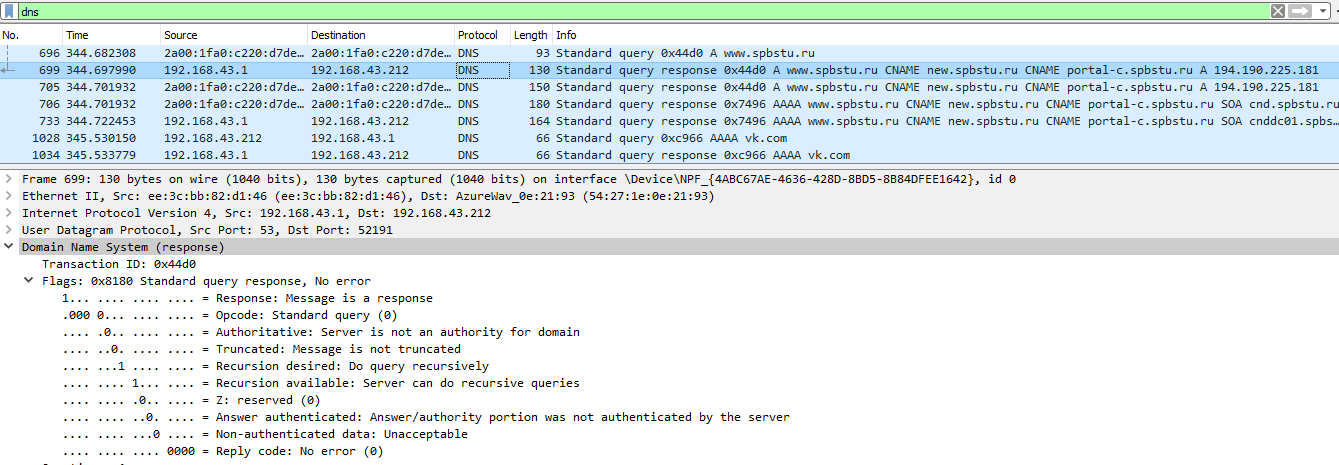 dns
No. Time Source Destination Protocol Length Info
696 344.682308 2a00:1fa0:c220:d7de… 2a00:1fa0:c220:d7de… DNS 93 Standard query 0x44d0 A www.spbstu.ru
699 344.697990 192.168.43.1 192.168.43.212 DNS 130 Standard query response 0x44d0 A www.spbstu.ru CNAME new.spbstu.ru CNAME portal-c.spbstu.ru A 194.190.225.181
705 344.701932 2a00:1fa0:c220:d7de… 2a00:1fa0:c220:d7de… DNS 150 Standard query response 0x44d0 A www.spbstu.ru CNAME new.spbstu.ru CNAME portal-c.spbstu.ru A 194.190.225.181
706 344.701932 2a00:1fa0:c220:d7de… 2a00:1fa0:c220:d7de… DNS 180 Standard query response 0x7496 AAAA www.spbstu.ru CNAME new.spbstu.ru CNAME portal-c.spbstu.ru SOA cnd.spbstu.ru
733 344.722453 192.168.43.1 192.168.43.212 DNS 164 Standard query response 0x7496 AAAA www.spbstu.ru CNAME new.spbstu.ru CNAME portal-c.spbstu.ru SOA cnddc01.spbs…
1028 345.530150 192.168.43.212 192.168.43.1 DNS 66 Standard query 0xc966 AAAA vk.com
1034 345.533779 192.168.43.1 192.168.43.212 DNS 66 Standard query response 0xc966 AAAA vk.com
Frame 699: 130 bytes on wire (1040 bits), 130 bytes captured (1040 bits) on interface \Device\NPF_{4ABC67AE-4636-428D-8BD5-8B84DFEE1642}, id 0
Ethernet II, Src: ee:3c:bb:82:d1:46 (ee:3c:bb:82:d1:46), Dst: AzureWav_0e:21:93 (54:27:1e:0e:21:93)
Internet Protocol Version 4, Src: 192.168.43.1, Dst: 192.168.43.212
User Datagram Protocol, Src Port: 53, Dst Port: 52191
Domain Name System (response)
Transaction ID: 0x44d0
Flags: 0x8180 Standard query response, No error
1... .... .... .... = Response: Message is a response
.000 0... .... .... = Opcode: Standard query (0)
.... .0.. .... .... = Authoritative: Server is not an authority for domain
.... ..0. .... .... = Truncated: Message is not truncated
.... ...1 .... .... = Recursion desired: Do query recursively
.... .... 1... .... = Recursion available: Server can do recursive queries
.... .... .0.. .... = Z: reserved (0)
.... .... ..0. .... = Answer authenticated: Answer/authority portion was not authenticated by the server
.... .... ...0 .... = Non-authenticated data: Unacceptable
.... .... .... 0000 = Reply code: No error (0)